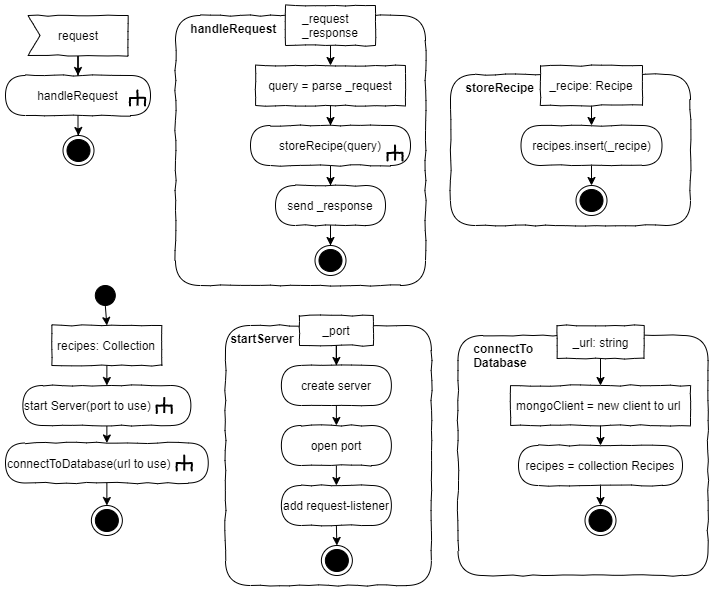 request
handleRequest
handleRequest
_request
_response
query = parse _request
storeRecipe(query)
send _response
storeRecipe
_recipe: Recipe
recipes.insert(_recipe)
recipes: Collection
start Server(port to use)
connectToDatabase(url to use)
startServer
_port
create server
open port
add request-listener
connectTo
Database
_url: string
mongoClient = new client to url
recipes = collection Recipes